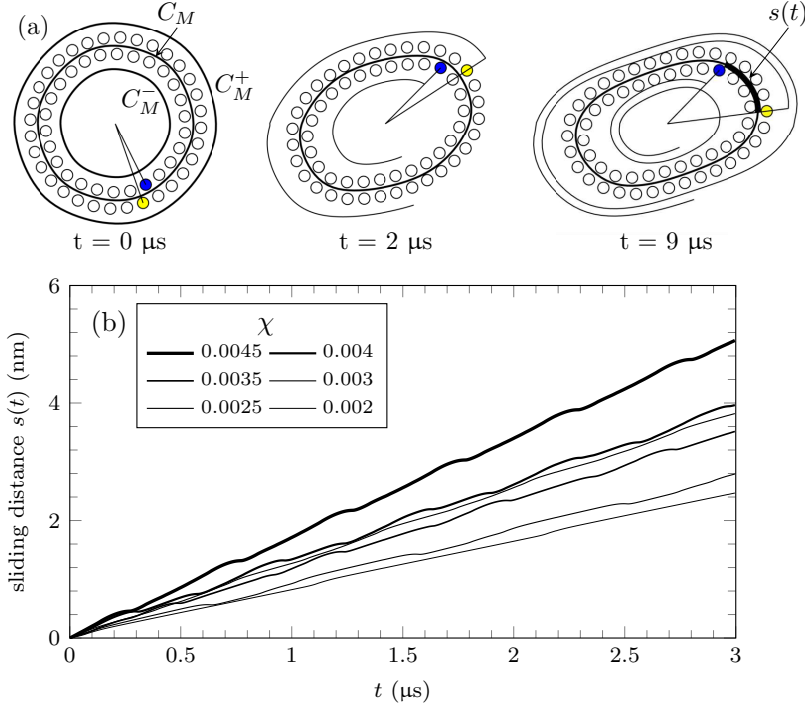 (a)
C_M
C_M^-
C_M^+
s(t)
t = 0 μs
t = 2 μs
t = 9 μs
(b)
χ
0.0045 0.004
0.0035 0.003
0.0025 0.002
sliding distance s(t) (nm)
6
4
2
0
0 0.5 1 1.5 2 2.5 3
t (μs)